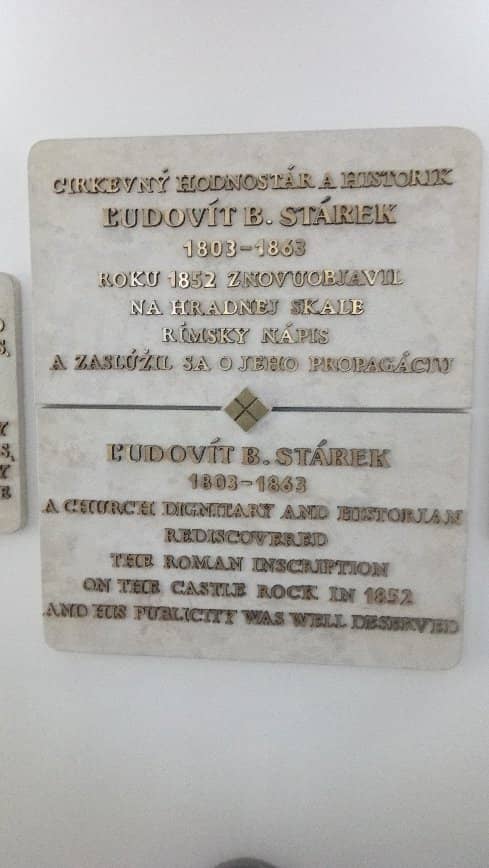 CIRKEVNÝ HODNOSTÁR A HISTORIK
ĽUDOVÍT B. STÁREK
1803-1863
ROKU 1852 ZNOVUOBJAVIL
NA HRADNEJ SKALE
RÍMSKY NÁPIS
A ZASLÚŽIL SA O JEHO PROPAGÁCIU
ĽUDOVÍT B. STÁREK
1803-1863
A CHURCH DIGNITARY AND HISTORIAN
REDISCOVERED
THE ROMAN INSCRIPTION
ON THE CASTLE ROCK IN 1852
AND HIS PUBLICITY WAS WELL DESERVED